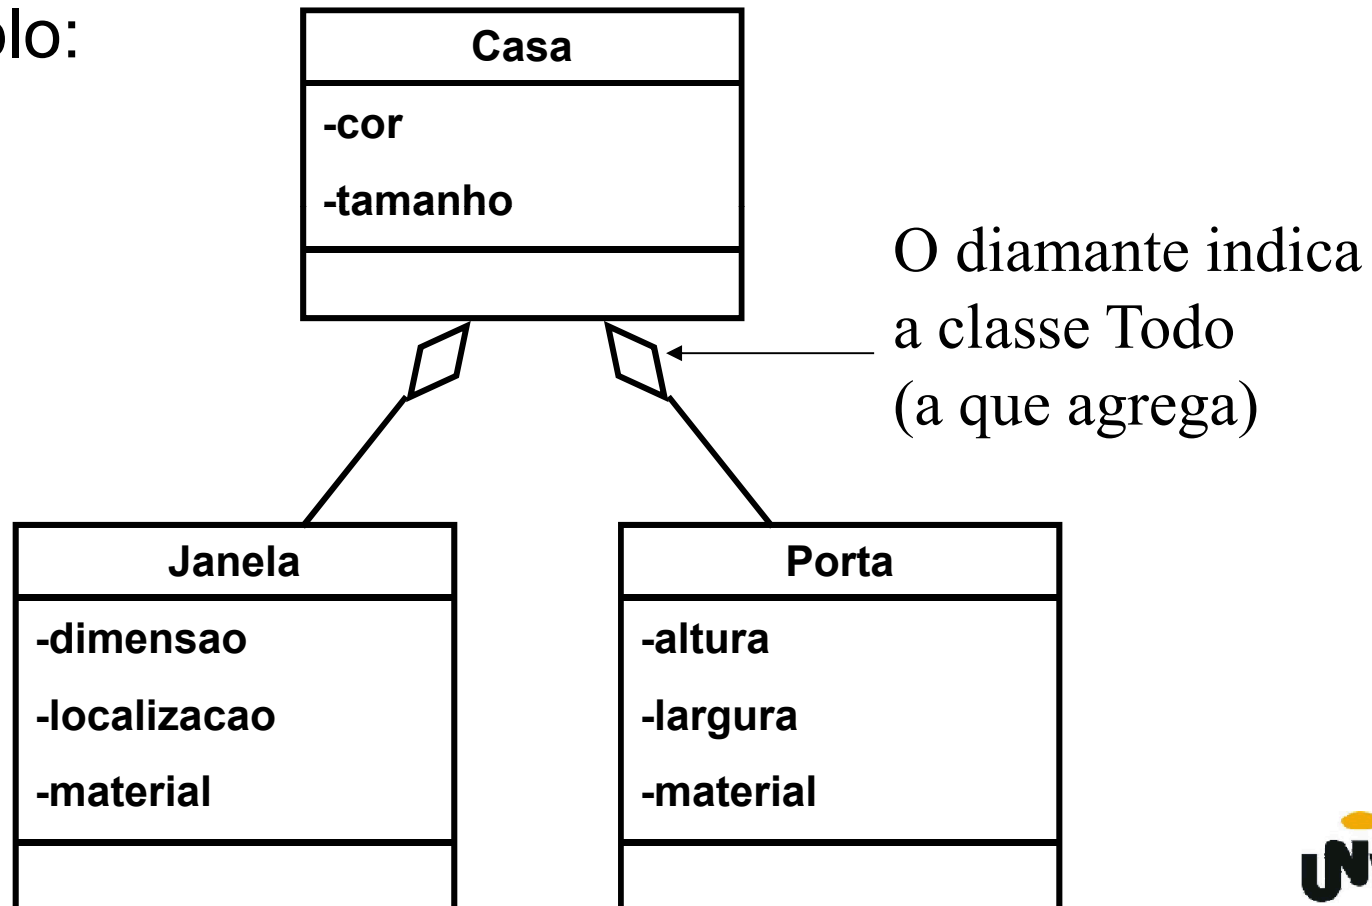 plo:
Casa
-cor
-tamanho
O diamante indica
a classe Todo
(a que agrega)
Janela
-dimensao
-localizacao
-material
Porta
-altura
-largura
-material